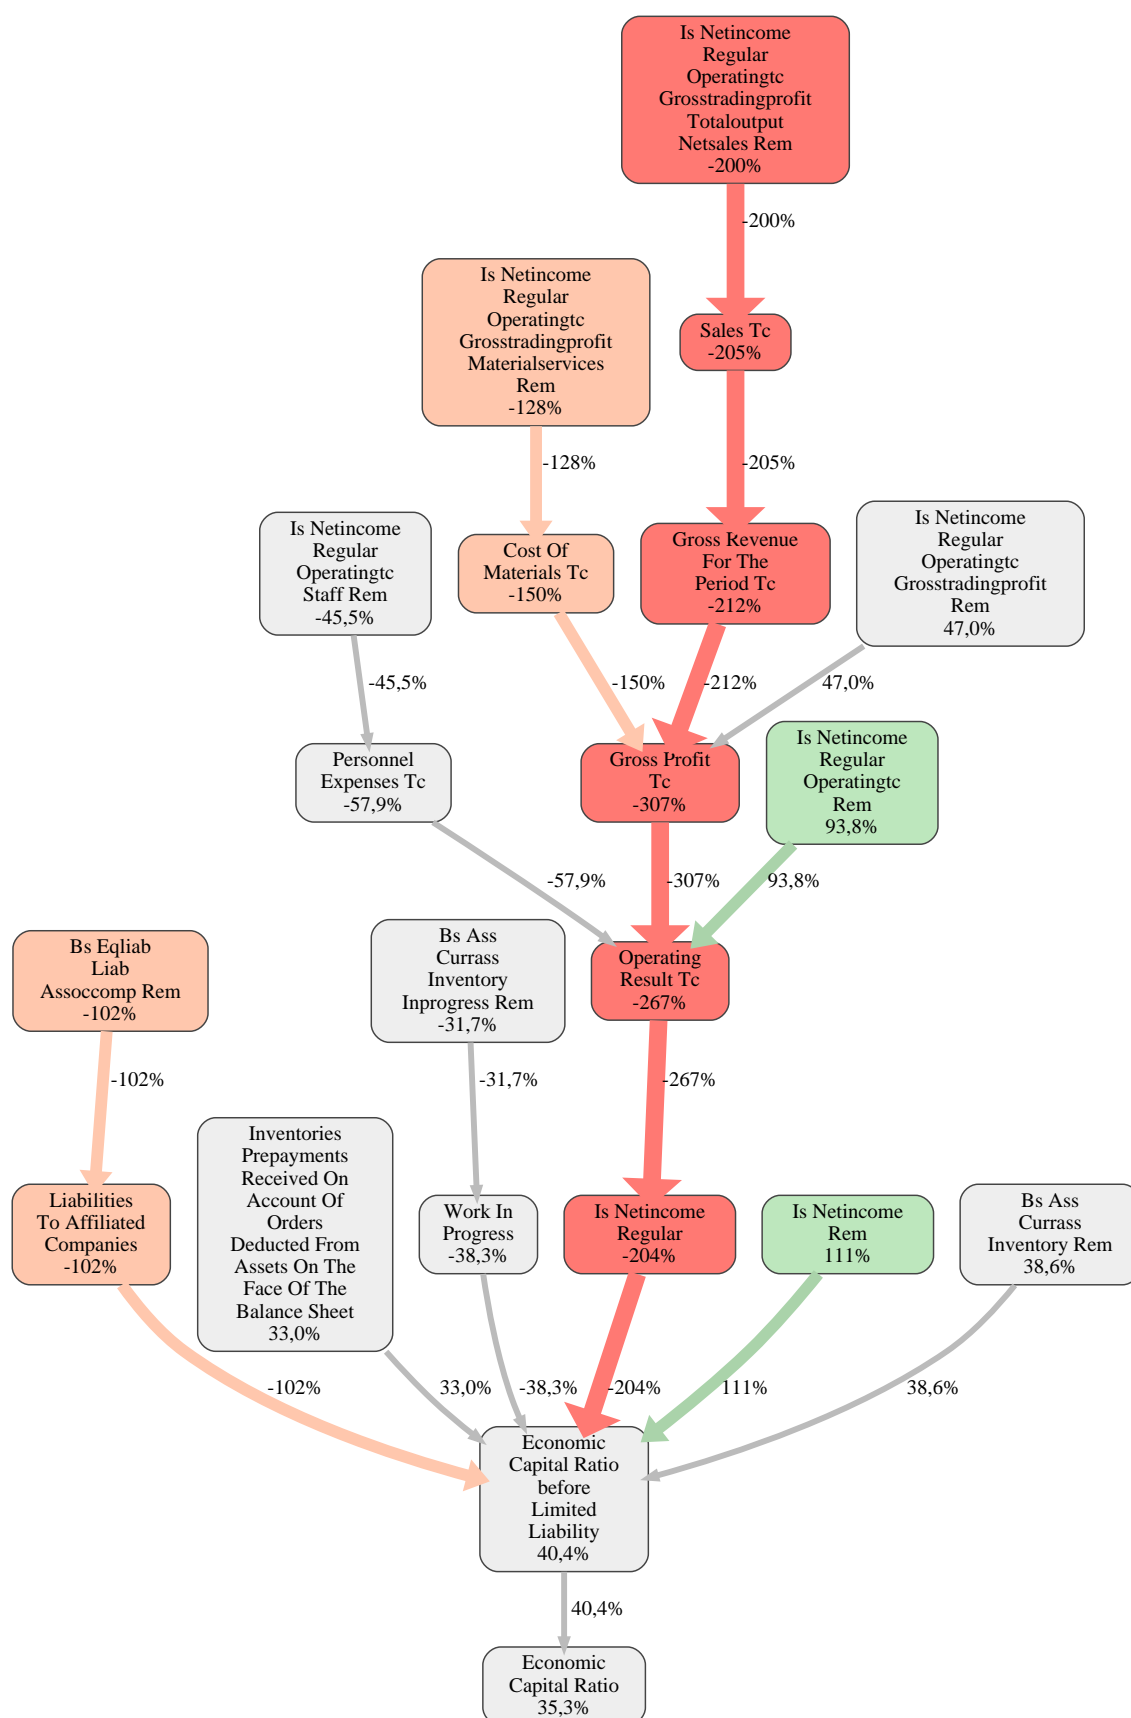 Is Netincome
Regular
Operatingtc
Grosstradingprofit
Totaloutput
Netsales Rem
-200%
-200%
Is Netincome
Regular
Operatingtc
Grosstradingprofit
Materialservices
Rem
-128%
Sales Tc
-205%
-128%
-205%
Is Netincome
Regular
Operatingtc
Staff Rem
-45,5%
Cost Of
Materials Tc
-150%
Gross Revenue
For The
Period Tc
-212%
Is Netincome
Regular
Operatingtc
Grosstradingprofit
Rem
47,0%
-45,5%
-150%
-212%
47,0%
Personnel
Expenses Tc
-57,9%
Gross Profit
Tc
-307%
Is Netincome
Regular
Operatingtc
Rem
93,8%
-57,9%
-307%
93,8%
Bs Eqliab
Liab
Assoccomp Rem
-102%
Bs Ass
Currass
Inventory
Inprogress Rem
-31,7%
Operating
Result Tc
-267%
-102%
-31,7%
-267%
Liabilities
To Affiliated
Companies
-102%
Inventories
Prepayments
Received On
Account Of
Orders
Deducted From
Assets On The
Face Of The
Balance Sheet
33,0%
Work In
Progress
-38,3%
Is Netincome
Regular
-204%
Is Netincome
Rem
111%
Bs Ass
Currass
Inventory Rem
38,6%
-102%
33,0%
-38,3%
-204%
111%
38,6%
Economic
Capital Ratio
before
Limited
Liability
40,4%
40,4%
Economic
Capital Ratio
35,3%